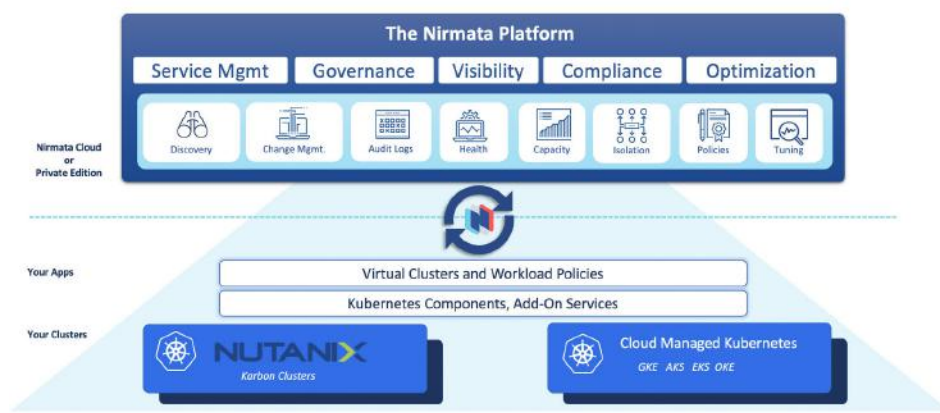 The Nirmata Platform
Service Mgmt Governance Visibility Compliance Optimization
Discovery Change Mgmt. Audit Logs Health Capacity Isolation Policies Tuning
Nirmata Cloud
or
Private Edition
Your Apps
Virtual Clusters and Workload Policies
Kubernetes Components, Add-On Services
Your Clusters
NUTANIX
Karbon Clusters
Cloud Managed Kubernetes
GKE AKS EKS OKE